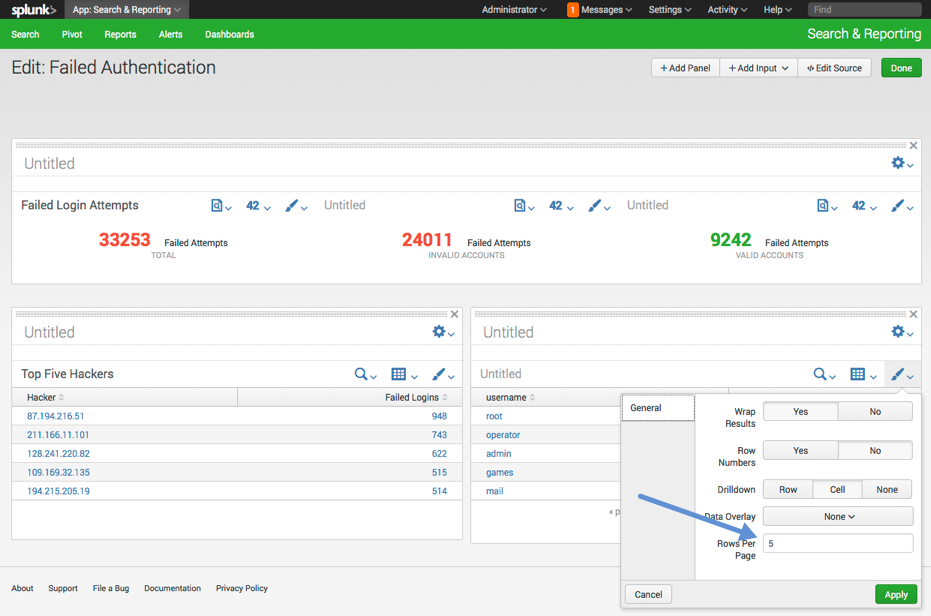 splunk> App: Search & Reporting Administrator 1 Messages Settings Activity Help Find
Search Pivot Reports Alerts Dashboards Search & Reporting
Edit: Failed Authentication + Add Panel + Add Input Edit Source Done
Untitled
Failed Login Attempts 42 Untitled 42 Untitled 42
33253 Failed Attempts 24011 Failed Attempts 9242 Failed Attempts
TOTAL INVALID ACCOUNTS VALID ACCOUNTS
Untitled Untitled
Top Five Hackers Untitled
Hacker Failed Logins username
87.194.216.51 948 root
211.166.11.101 743 operator
128.241.220.82 622 admin
109.169.32.135 515 games
194.215.205.19 514 mail
« p
General
Wrap Results Yes No
Row Numbers Yes No
Drilldown Row Cell None
Data Overlay None
Rows Per Page 5
Cancel Apply
About Support File a Bug Documentation Privacy Policy